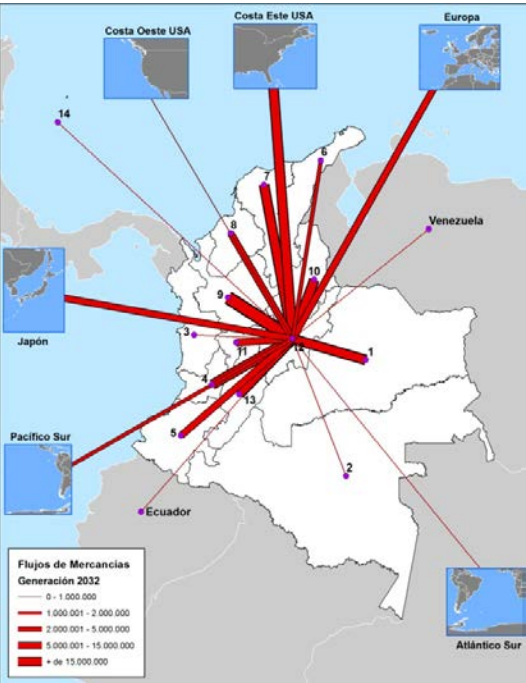 Costa Oeste USA
Costa Este USA
Europa
14
6
7
8
Venezuela
10
9
3
12
11
1
Japón
4
13
5
2
Pacífico Sur
Ecuador
Flujos de Mercancias
Generación 2032
0 - 1.000.000
1.000.001 - 2.000.000
2.000.001 - 5.000.000
5.000.001 - 15.000.000
+ de 15.000.000
Atlántico Sur